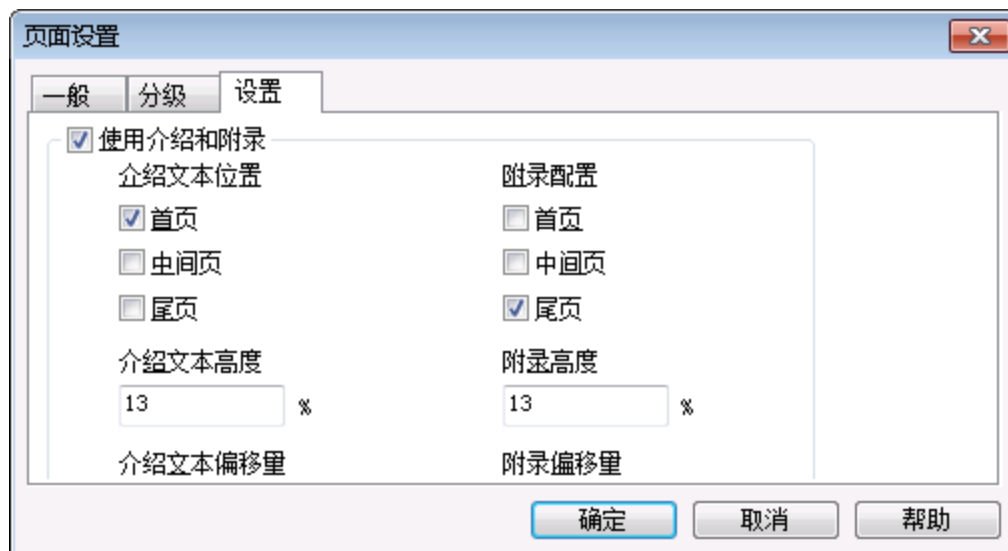 页面设置
一般 分级 设置
使用介绍和附录
介绍文本位置 附录配置
首页 首页
中间页 中间页
尾页 尾页
介绍文本高度 附录高度
13 % 13 %
介绍文本偏移量 附录偏移量
确定 取消 帮助